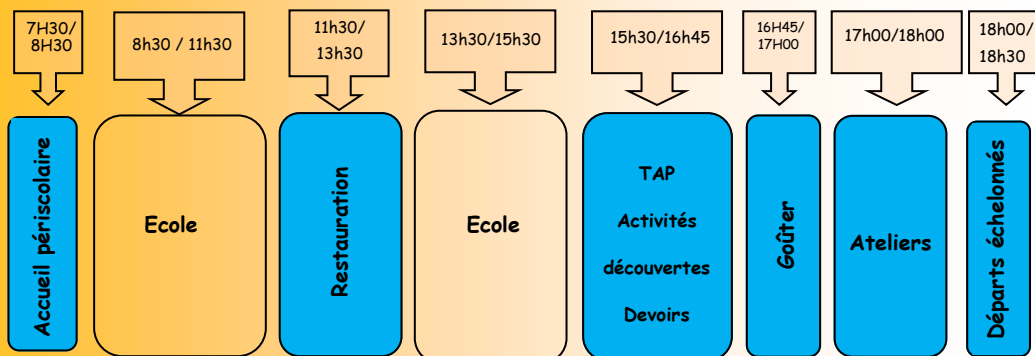 7H30/
8H30
8h30 / 11h30
11h30/
13h30
13h30/15h30
15h30/16h45
16H45/
17H00
17h00/18h00
18h00/
18h30
Accueil périscolaire
Ecole
Restauration
Ecole
TAP
Activités
découvertes
Devoirs
Goûter
Ateliers
Départs échelonnés